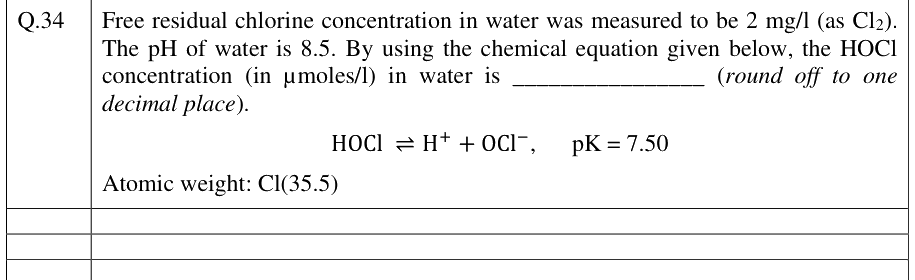 Q.34
Free residual chlorine concentration in water was measured to be 2 mg/l (as Cl₂).
The pH of water is 8.5. By using the chemical equation given below, the HOCl
concentration (in μmoles/l) in water is ________________ (round off to one
decimal place).
HOCl ⇌ H⁺ + OCl⁻, pK = 7.50
Atomic weight: Cl(35.5)